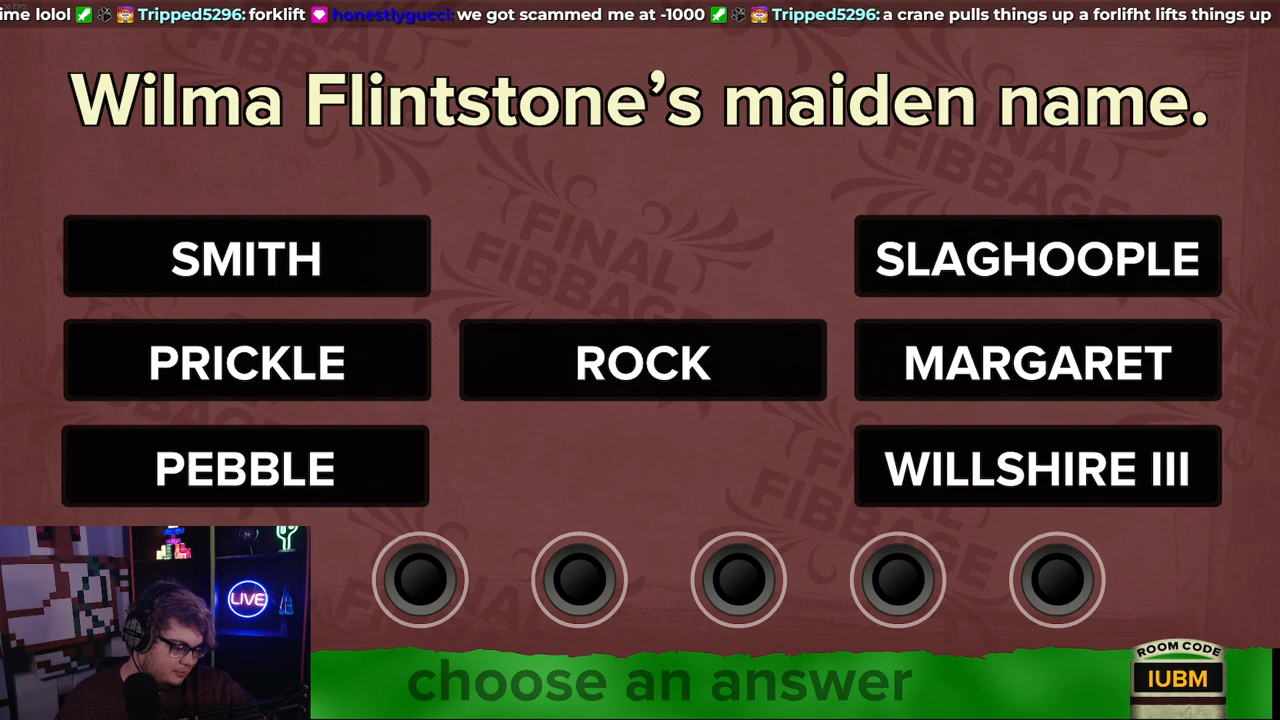 ime lolol Tripped5296: forklift honestlygucci: we got scammed me at -1000 Tripped5296: a crane pulls things up a forlifht lifts things up
Wilma Flintstone's maiden name.
SMITH
SLAGHOOPLE
PRICKLE
ROCK
MARGARET
PEBBLE
WILLSHIRE III
LIVE
choose an answer
ROOM CODE
IUBM
FINAL
FIBBAGE